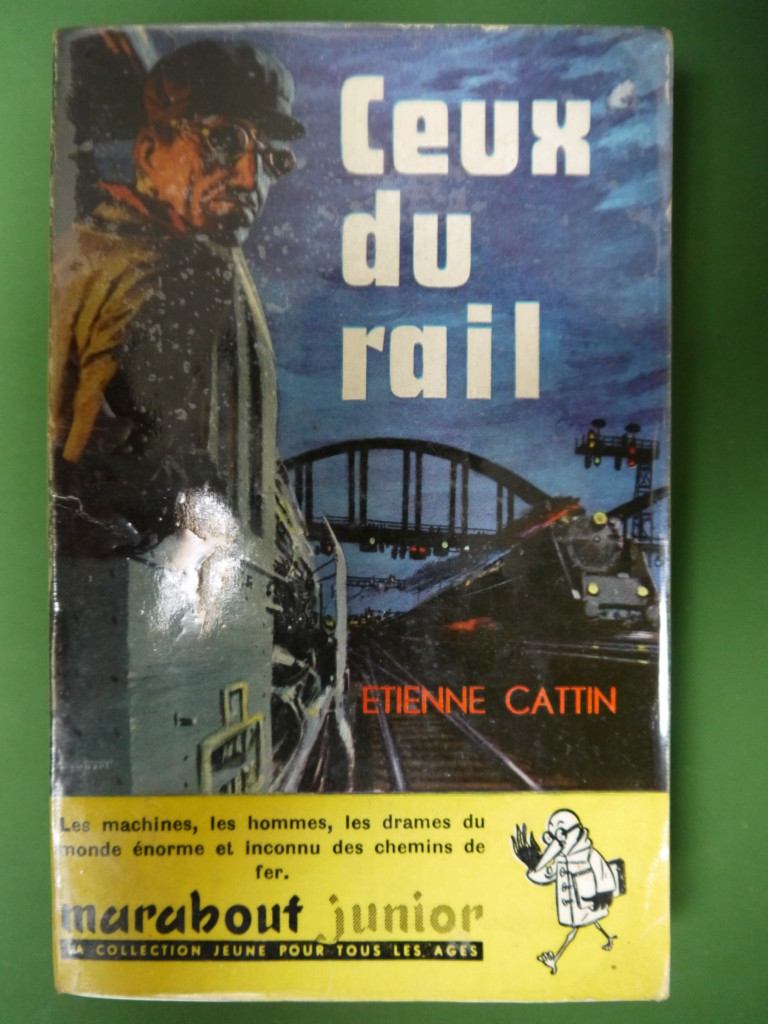 Ceux
du
rail
ETIENNE CATTIN
Les machines, les hommes, les drames du
monde énorme et inconnu des chemins de
fer.
marabout junior
LA COLLECTION JEUNE POUR TOUS LES AGES